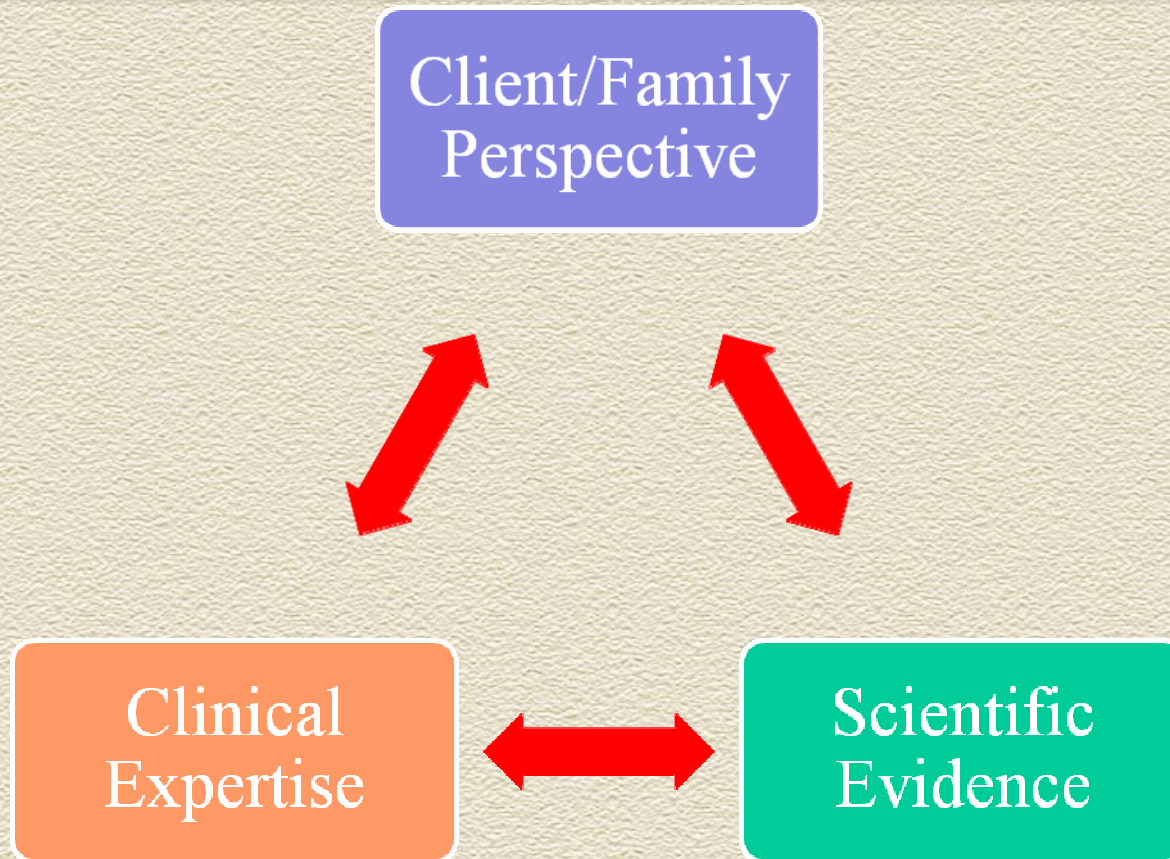 Client/Family
Perspective
Clinical
Expertise
Scientific
Evidence